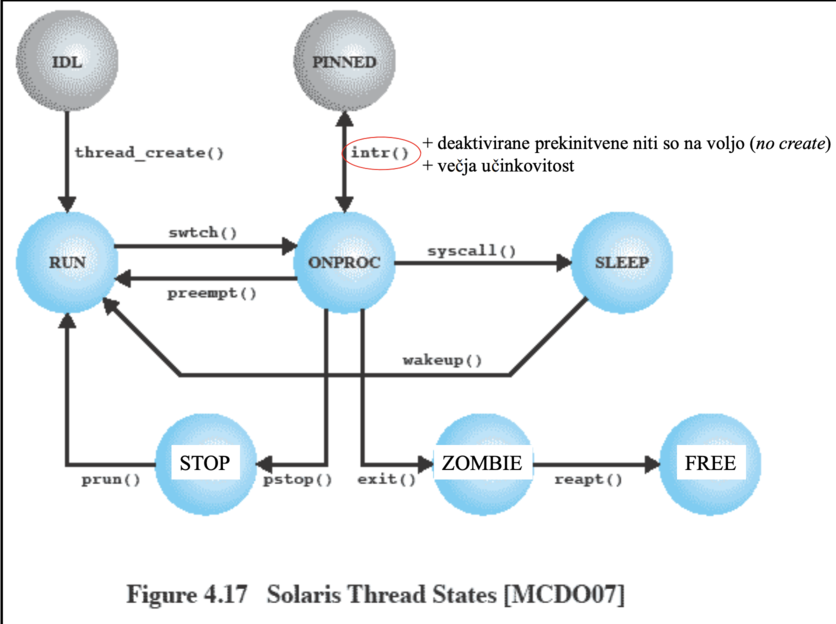 IDL
PINNED
thread_create()
intr()
+ deaktivirane prekinitvene niti so na voljo (no create)
+ večja učinkovitost
swtch()
RUN
ONPROC
syscall()
SLEEP
preempt()
wakeup()
STOP
ZOMBIE
FREE
prun()
pstop()
exit()
reapt()
Figure 4.17 Solaris Thread States [MCDO07]